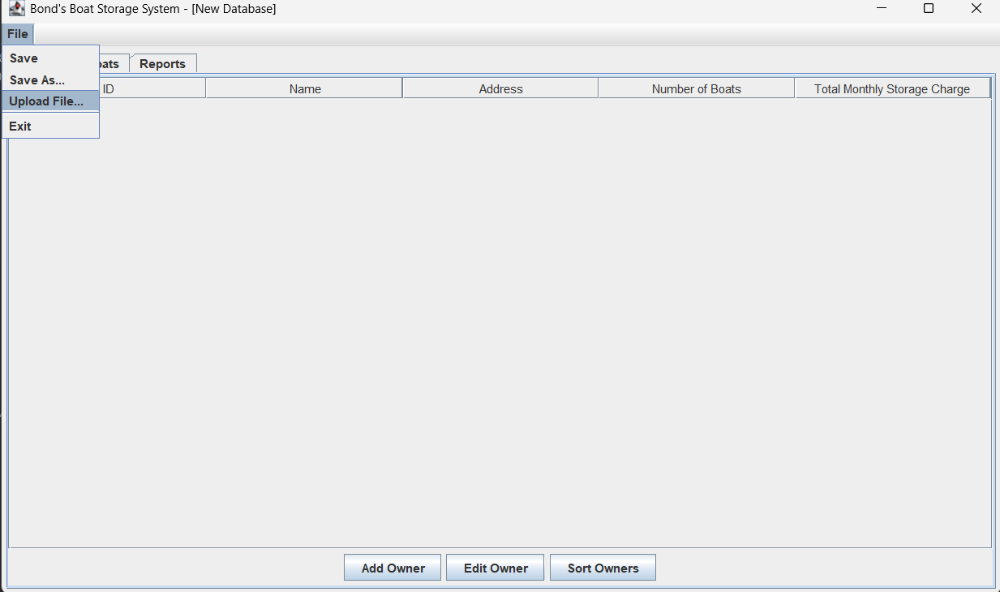 Bond's Boat Storage System - [New Database]
File
Save
Save As...
Upload File...
Exit
Reports
ID Name Address Number of Boats Total Monthly Storage Charge
Add Owner Edit Owner Sort Owners